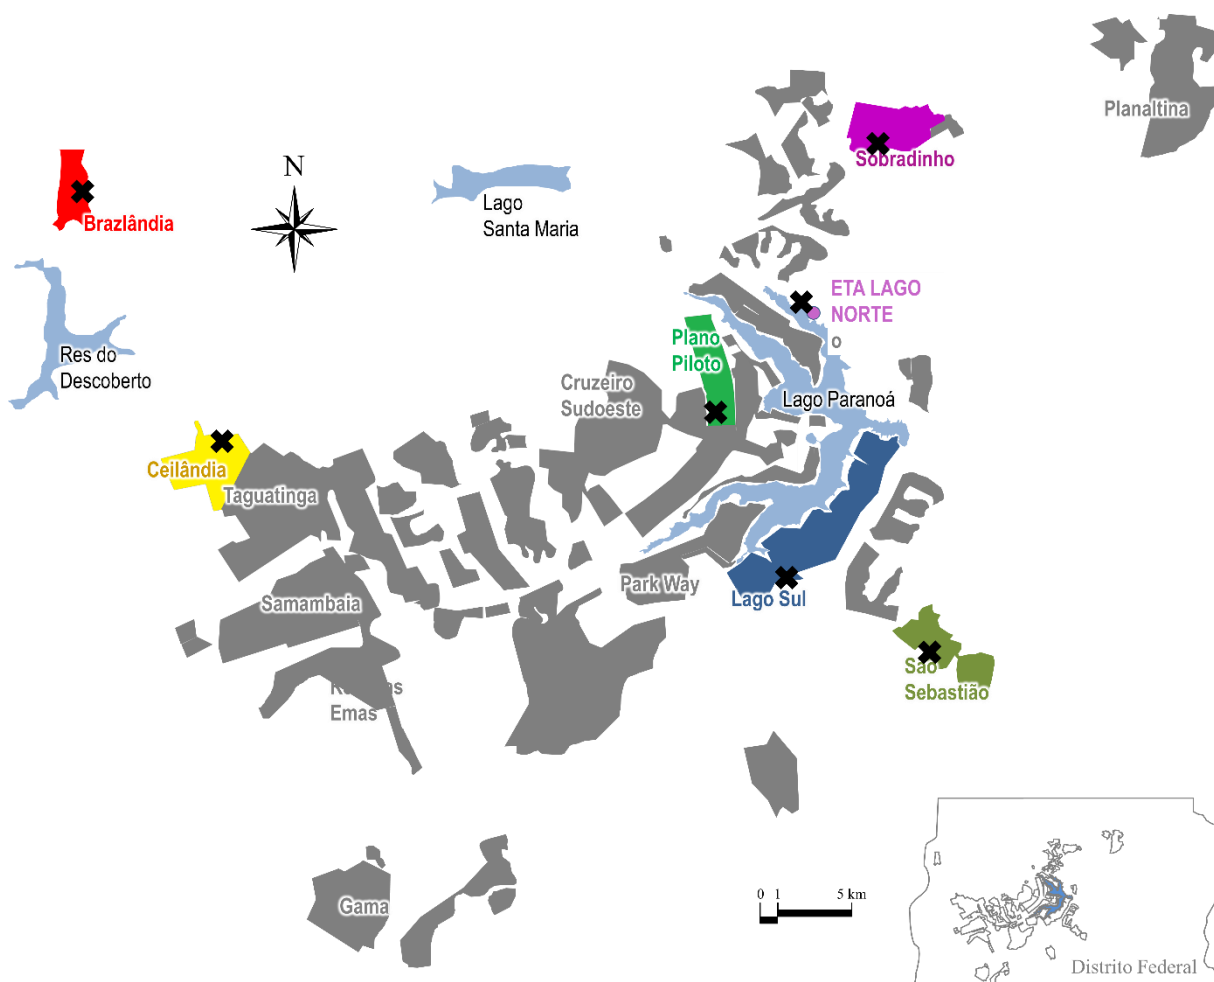 Planaltina
Sobradinho
N
Lago
Santa Maria
Brazlândia
ETA LAGO
NORTE
o
Plano
Piloto
Res do
Descoberto
Cruzeiro
Sudoeste
Lago Paranoá
Ceilândia
Taguatinga
Park Way
Lago Sul
Samambaia
São
Sebastião
Emas
Gama
0 1 5 km
Distrito Federal